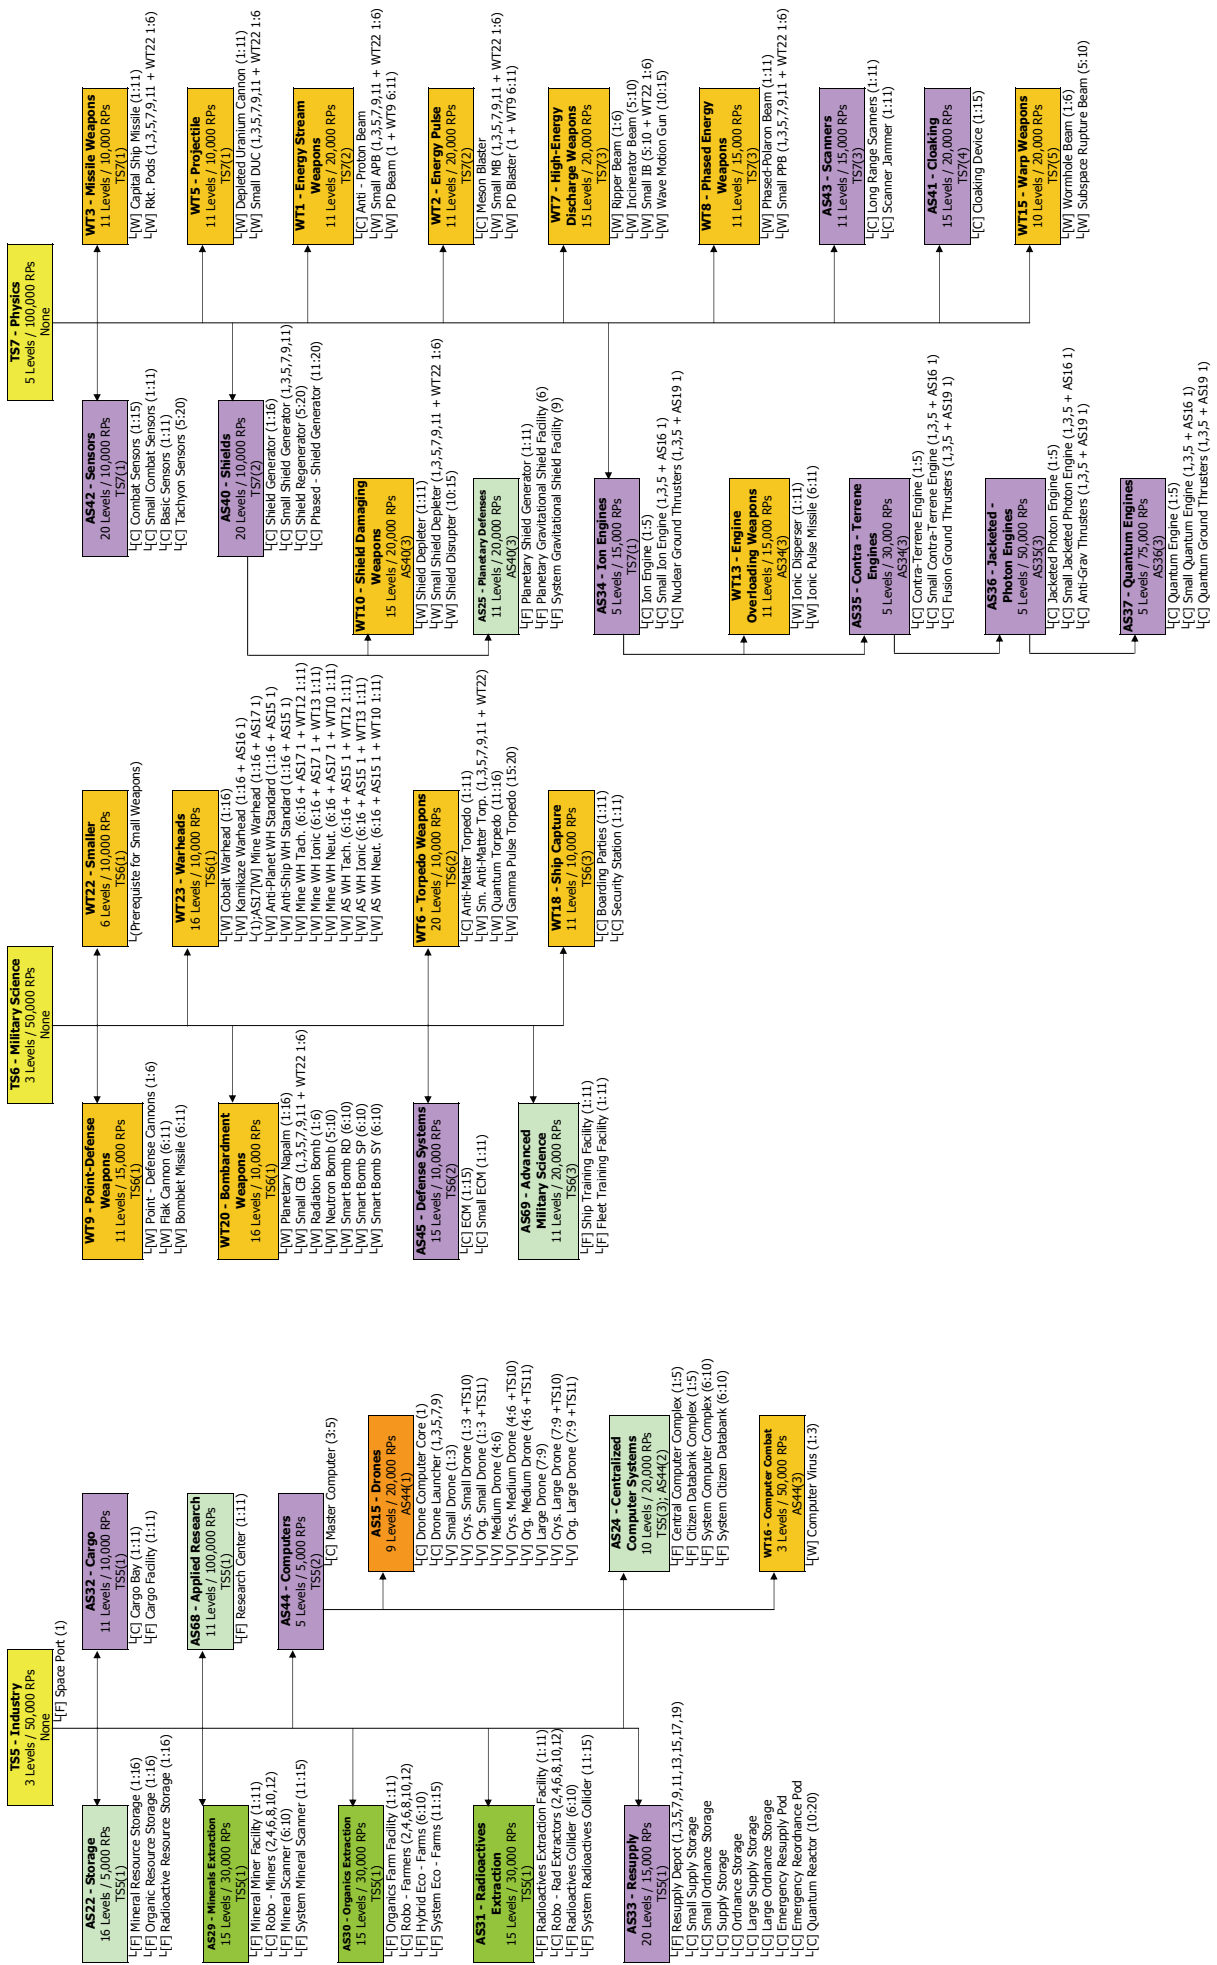 TS5 - Industry
3 Levels / 50,000 RPs
None
└[F] Space Port (1)
AS22 - Storage
16 Levels / 5,000 RPs
TS5(1)
└[F] Mineral Resource Storage (1:16)
└[F] Organic Resource Storage (1:16)
└[F] Radioactive Resource Storage (1:16)
AS29 - Minerals Extraction
15 Levels / 30,000 RPs
TS5(1)
└[F] Mineral Miner Facility (1:11)
└[C] Robo - Miners (2,4,6,8,10,12)
└[F] Mineral Scanner (6:10)
└[F] System Mineral Scanner (11:15)
AS30 - Organics Extraction
15 Levels / 30,000 RPs
TS5(1)
└[F] Organics Farm Facility (1:11)
└[C] Robo - Farmers (2,4,6,8,10,12)
└[F] Hybrid Eco - Farms (6:10)
└[F] System Eco - Farms (11:15)
AS31 - Radioactives
Extraction
15 Levels / 30,000 RPs
TS5(1)
└[F] Radioactives Extraction Facility (1:11)
└[C] Robo - Rad Extractors (2,4,6,8,10,12)
└[F] Radioactives Collider (6:10)
└[F] System Radioactives Collider (11:15)
AS33 - Resupply
20 Levels / 15,000 RPs
TS5(1)
└[F] Resupply Depot (1,3,5,7,9,11,13,15,17,19)
└[C] Small Supply Storage
└[C] Small Ordnance Storage
└[C] Supply Storage
└[C] Ordnance Storage
└[C] Large Supply Storage
└[C] Large Ordnance Storage
└[C] Emergency Resupply Pod
└[C] Emergency Reordnance Pod
└[C] Quantum Reactor (10:20)
AS32 - Cargo
11 Levels / 10,000 RPs
TS5(1)
└[C] Cargo Bay (1:11)
└[F] Cargo Facility (1:11)
AS68 - Applied Research
11 Levels / 100,000 RPs
TS5(1)
└[F] Research Center (1:11)
AS44 - Computers
5 Levels / 5,000 RPs
TS5(2)
└[C] Master Computer (3:5)
AS15 - Drones
9 Levels / 20,000 RPs
AS44(1)
└[C] Drone Computer Core (1)
└[C] Drone Launcher (1,3,5,7,9)
└[V] Small Drone (1:3)
└[V] Crys. Small Drone (1:3 +TS10)
└[V] Org. Small Drone (1:3 +TS11)
└[V] Medium Drone (4:6)
└[V] Crys. Medium Drone (4:6 +TS10)
└[V] Org. Medium Drone (4:6 +TS11)
└[V] Large Drone (7:9)
└[V] Crys. Large Drone (7:9 +TS10)
└[V] Org. Large Drone (7:9 +TS11)
AS24 - Centralized
Computer Systems
10 Levels / 20,000 RPs
TS5(3); AS44(2)
└[F] Central Computer Complex (1:5)
└[F] Citizen Databank Complex (1:5)
└[F] System Computer Complex (6:10)
└[F] System Citizen Databank (6:10)
WT16 - Computer Combat
3 Levels / 50,000 RPs
AS44(3)
└[W] Computer Virus (1:3)
TS6 - Military Science
3 Levels / 50,000 RPs
None
WT9 - Point-Defense
Weapons
11 Levels / 15,000 RPs
TS6(1)
└[W] Point - Defense Cannons (1:6)
└[W] Flak Cannon (6:11)
└[W] Bomblet Missile (6:11)
WT20 - Bombardment
Weapons
16 Levels / 10,000 RPs
TS6(1)
└[W] Planetary Napalm (1:16)
└[W] Small CB (1,3,5,7,9,11 + WT22 1:6)
└[W] Radiation Bomb (1:6)
└[W] Neutron Bomb (5:10)
└[W] Smart Bomb RD (6:10)
└[W] Smart Bomb SP (6:10)
└[W] Smart Bomb SY (6:10)
AS45 - Defense Systems
15 Levels / 10,000 RPs
TS6(2)
└[C] ECM (1:15)
└[C] Small ECM (1:11)
AS69 - Advanced
Military Science
11 Levels / 20,000 RPs
TS6(3)
└[F] Ship Training Facility (1:11)
└[F] Fleet Training Facility (1:11)
WT22 - Smaller
6 Levels / 10,000 RPs
TS6(1)
└(Prerequiste for Small Weapons)
WT23 - Warheads
16 Levels / 10,000 RPs
TS6(1)
└[W] Cobalt Warhead (1:16)
└[W] Kamikaze Warhead (1:16 + AS16 1)
└(1);AS17[W] Mine Warhead (1:16 + AS17 1)
└[W] Anti-Planet WH Standard (1:16 + AS15 1)
└[W] Anti-Ship WH Standard (1:16 + AS15 1)
└[W] Mine WH Tach. (6:16 + AS17 1 + WT12 1:11)
└[W] Mine WH Ionic (6:16 + AS17 1 + WT13 1:11)
└[W] Mine WH Neut. (6:16 + AS17 1 + WT10 1:11)
└[W] AS WH Tach. (6:16 + AS15 1 + WT12 1:11)
└[W] AS WH Ionic (6:16 + AS15 1 + WT13 1:11)
└[W] AS WH Neut. (6:16 + AS15 1 + WT10 1:11)
WT6 - Torpedo Weapons
20 Levels / 10,000 RPs
TS6(2)
└[C] Anti-Matter Torpedo (1:11)
└[W] Sm. Anti-Matter Torp. (1,3,5,7,9,11 + WT22)
└[W] Quantum Torpedo (11:16)
└[W] Gamma Pulse Torpedo (15:20)
WT18 - Ship Capture
11 Levels / 10,000 RPs
TS6(3)
└[C] Boarding Parties (1:11)
└[C] Security Station (1:11)
TS7 - Physics
5 Levels / 100,000 RPs
None
AS42 - Sensors
20 Levels / 10,000 RPs
TS7(1)
└[C] Combat Sensors (1:15)
└[C] Small Combat Sensors (1:11)
└[C] Basic Sensors (1:11)
└[C] Tachyon Sensors (5:20)
AS40 - Shields
20 Levels / 10,000 RPs
TS7(2)
└[C] Shield Generator (1:16)
└[C] Small Shield Generator (1,3,5,7,9,11)
└[C] Shield Regenerator (5:20)
└[C] Phased - Shield Generator (11:20)
WT10 - Shield Damaging
Weapons
15 Levels / 20,000 RPs
AS40(3)
└[W] Shield Depleter (1:11)
└[W] Small Shield Depleter (1,3,5,7,9,11 + WT22 1:6)
└[W] Shield Disrupter (10:15)
AS25 - Planetary Defenses
11 Levels / 20,000 RPs
AS40(3)
└[F] Planetary Shield Generator (1:11)
└[F] Planetary Gravitational Shield Facility (6)
└[F] System Gravitational Shield Facility (9)
AS34 - Ion Engines
5 Levels / 15,000 RPs
TS7(1)
└[C] Ion Engine (1:5)
└[C] Small Ion Engine (1,3,5 + AS16 1)
└[C] Nuclear Ground Thrusters (1,3,5 + AS19 1)
WT13 - Engine
Overloading Weapons
11 Levels / 15,000 RPs
AS34(3)
└[W] Ionic Disperser (1:11)
└[W] Ionic Pulse Missile (6:11)
AS35 - Contra - Terrene
Engines
5 Levels / 30,000 RPs
AS34(3)
└[C] Contra-Terrene Engine (1:5)
└[C] Small Contra-Terrene Engine (1,3,5 + AS16 1)
└[C] Fusion Ground Thrusters (1,3,5 + AS19 1)
AS36 - Jacketed -
Photon Engines
5 Levels / 50,000 RPs
AS35(3)
└[C] Jacketed Photon Engine (1:5)
└[C] Small Jacketed Photon Engine (1,3,5 + AS16 1)
└[C] Anti-Grav Thrusters (1,3,5 + AS19 1)
AS37 - Quantum Engines
5 Levels / 75,000 RPs
AS36(3)
└[C] Quantum Engine (1:5)
└[C] Small Quantum Engine (1,3,5 + AS16 1)
└[C] Quantum Ground Thrusters (1,3,5 + AS19 1)
WT3 - Missile Weapons
11 Levels / 10,000 RPs
TS7(1)
└[W] Capital Ship Missile (1:11)
└[W] Rkt. Pods (1,3,5,7,9,11 + WT22 1:6)
WT5 - Projectile
11 Levels / 10,000 RPs
TS7(1)
└[W] Depleted Uranium Cannon (1:11)
└[W] Small DUC (1,3,5,7,9,11 + WT22 1:6
WT1 - Energy Stream
Weapons
11 Levels / 20,000 RPs
TS7(2)
└[C] Anti - Proton Beam
└[W] Small APB (1,3,5,7,9,11 + WT22 1:6)
└[W] PD Beam (1 + WT9 6:11)
WT2 - Energy Pulse
11 Levels / 20,000 RPs
TS7(2)
└[C] Meson Blaster
└[W] Small MB (1,3,5,7,9,11 + WT22 1:6)
└[W] PD Blaster (1 + WT9 6:11)
WT7 - High-Energy
Discharge Weapons
15 Levels / 20,000 RPs
TS7(3)
└[W] Ripper Beam (1:6)
└[W] Incinerator Beam (5:10)
└[W] Small IB (5:10 + WT22 1:6)
└[W] Wave Motion Gun (10:15)
WT8 - Phased Energy
Weapons
11 Levels / 15,000 RPs
TS7(3)
└[W] Phased-Polaron Beam (1:11)
└[W] Small PPB (1,3,5,7,9,11 + WT22 1:6)
AS43 - Scanners
11 Levels / 15,000 RPs
TS7(3)
└[C] Long Range Scanners (1:11)
└[C] Scanner Jammer (1:11)
AS41 - Cloaking
15 Levels / 20,000 RPs
TS7(4)
└[C] Cloaking Device (1:15)
WT15 - Warp Weapons
10 Levels / 20,000 RPs
TS7(5)
└[W] Wormhole Beam (1:6)
└[W] Subspace Rupture Beam (5:10)